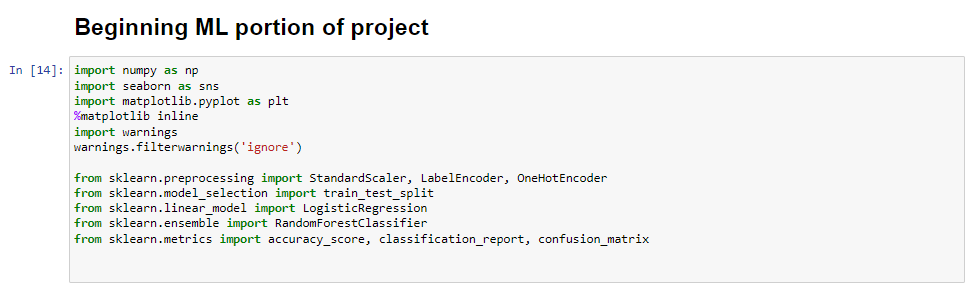 Beginning ML portion of project
In [14]:
import numpy as np
import seaborn as sns
import matplotlib.pyplot as plt
%matplotlib inline
import warnings
warnings.filterwarnings('ignore')
from sklearn.preprocessing import StandardScaler, LabelEncoder, OneHotEncoder
from sklearn.model_selection import train_test_split
from sklearn.linear_model import LogisticRegression
from sklearn.ensemble import RandomForestClassifier
from sklearn.metrics import accuracy_score, classification_report, confusion_matrix